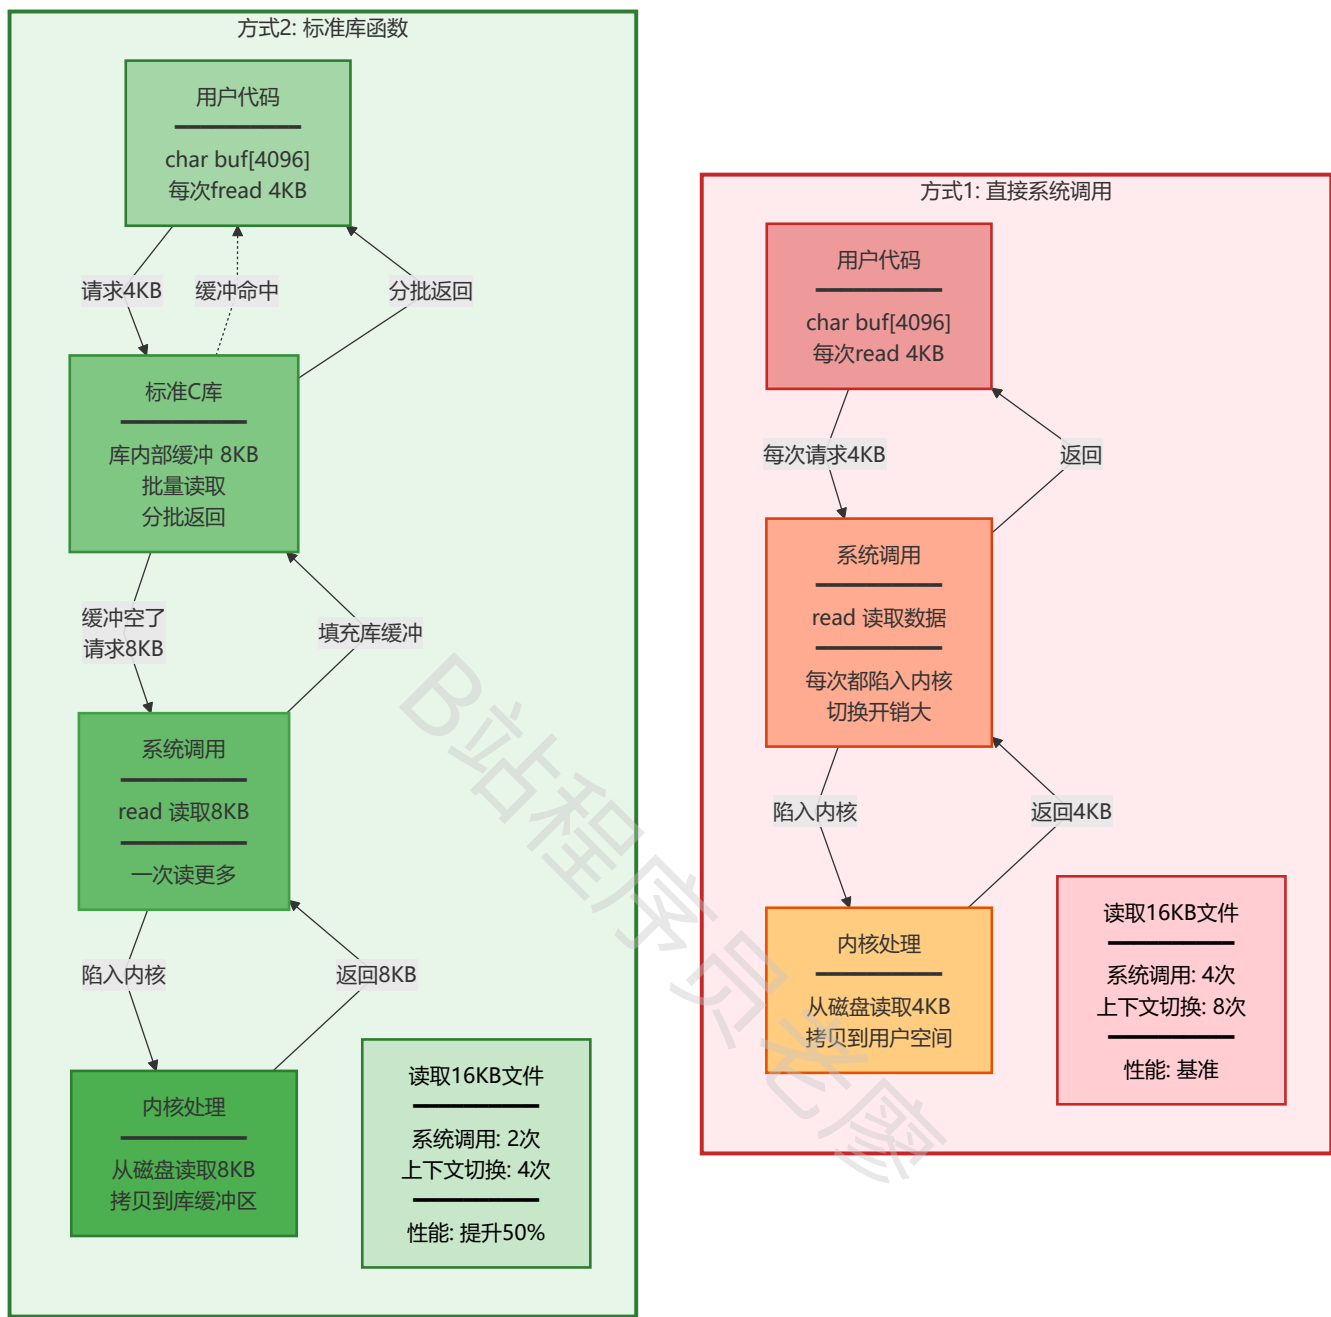 方式2: 标准库函数
用户代码
char buf[4096]
每次fread 4KB
请求4KB
缓冲命中
分批返回
标准C库
库内部缓冲 8KB
批量读取
分批返回
缓冲空了
请求8KB
填充库缓冲
系统调用
read 读取8KB
一次读更多
陷入内核
返回8KB
内核处理
从磁盘读取8KB
拷贝到库缓冲区
读取16KB文件
系统调用: 2次
上下文切换: 4次
性能: 提升50%
方式1: 直接系统调用
用户代码
char buf[4096]
每次read 4KB
每次请求4KB
返回
系统调用
read 读取数据
每次都陷入内核
切换开销大
陷入内核
返回4KB
内核处理
从磁盘读取4KB
拷贝到用户空间
读取16KB文件
系统调用: 4次
上下文切换: 8次
性能: 基准
B站程序员老廖